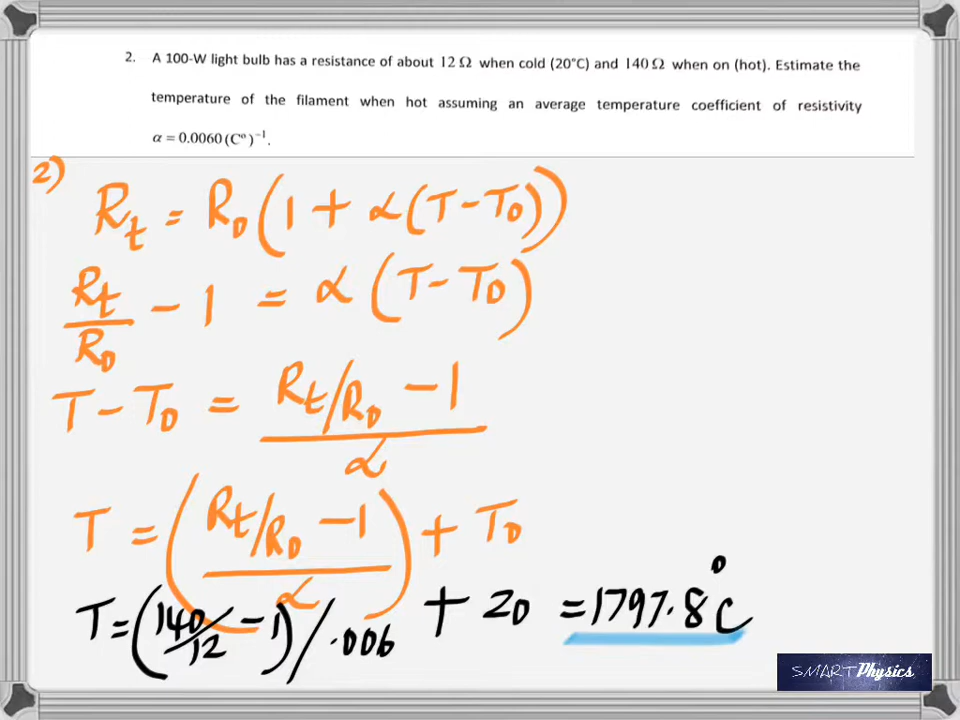 2. A 100-W light bulb has a resistance of about 12 Ω when cold (20°C) and 140 Ω when on (hot). Estimate the
temperature of the filament when hot assuming an average temperature coefficient of resistivity
α = 0.0060 (C°)⁻¹.
2)
Rt = R0 (1 + α(T - T0))
Rt/R0 - 1 = α (T - T0)
T - T0 = (Rt/R0 - 1)/α
T = ((Rt/R0 - 1)/α) + T0
T = (140/12 - 1)/.006 + 20 = 1797.8°C
SMART Physics